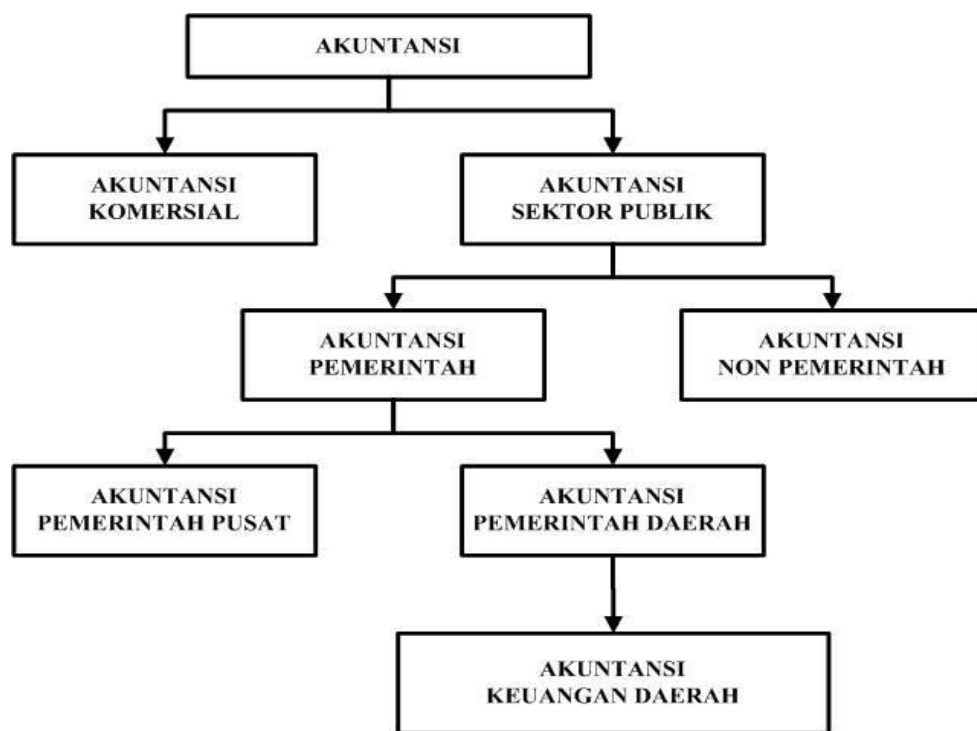 AKUNTANSI
AKUNTANSI
KOMERSIAL
AKUNTANSI
SEKTOR PUBLIK
AKUNTANSI
PEMERINTAH
AKUNTANSI
NON PEMERINTAH
AKUNTANSI
PEMERINTAH PUSAT
AKUNTANSI
PEMERINTAH DAERAH
AKUNTANSI
KEUANGAN DAERAH